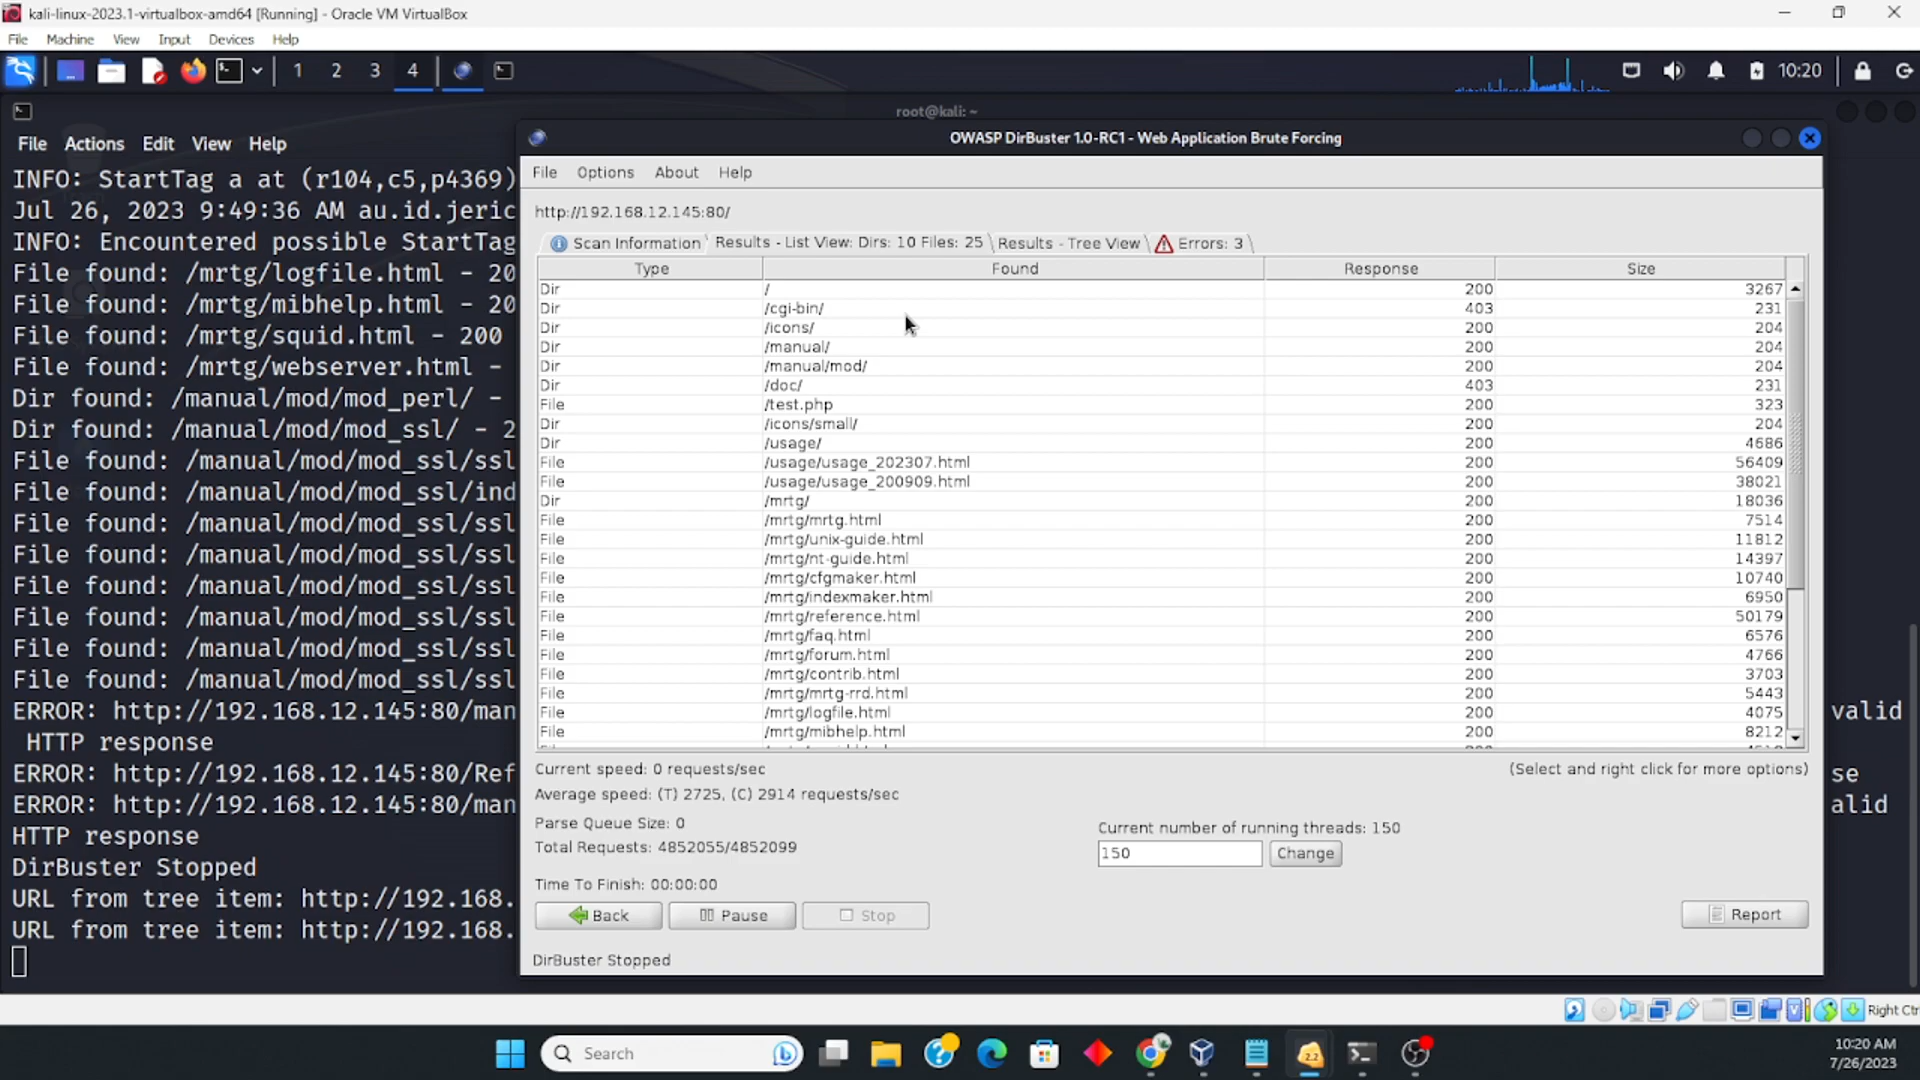 kali-linux-2023.1-virtualbox-amd64 [Running] - Oracle VM VirtualBox
File Machine View Input Devices Help
1 2 3 4 10:20
root@kali: ~
File Actions Edit View Help
INFO: StartTag a at (r104,c5,p4369)
Jul 26, 2023 9:49:36 AM au.id.jeric
INFO: Encountered possible StartTag
File found: /mrtg/logfile.html - 20
File found: /mrtg/mibhelp.html - 20
File found: /mrtg/squid.html - 200
File found: /mrtg/webserver.html -
Dir found: /manual/mod/mod_perl/ -
Dir found: /manual/mod/mod_ssl/ - 2
File found: /manual/mod/mod_ssl/ssl
File found: /manual/mod/mod_ssl/ind
File found: /manual/mod/mod_ssl/ssl
File found: /manual/mod/mod_ssl/ssl
File found: /manual/mod/mod_ssl/ssl
File found: /manual/mod/mod_ssl/ssl
File found: /manual/mod/mod_ssl/ssl
File found: /manual/mod/mod_ssl/ssl
ERROR: http://192.168.12.145:80/man
valid
HTTP response
ERROR: http://192.168.12.145:80/Ref
se
ERROR: http://192.168.12.145:80/man
alid
HTTP response
DirBuster Stopped
URL from tree item: http://192.168.
URL from tree item: http://192.168.
OWASP DirBuster 1.0-RC1 - Web Application Brute Forcing
File Options About Help
http://192.168.12.145:80/
Scan Information Results - List View: Dirs: 10 Files: 25 Results - Tree View Errors: 3
Type Found Response Size
Dir / 200 3267
Dir /cgi-bin/ 403 231
Dir /icons/ 200 204
Dir /manual/ 200 204
Dir /manual/mod/ 200 204
Dir /doc/ 403 231
File /test.php 200 323
Dir /icons/small/ 200 204
Dir /usage/ 200 4686
File /usage/usage_202307.html 200 56409
File /usage/usage_200909.html 200 38021
Dir /mrtg/ 200 18036
File /mrtg/mrtg.html 200 7514
File /mrtg/unix-guide.html 200 11812
File /mrtg/nt-guide.html 200 14397
File /mrtg/cfgmaker.html 200 10740
File /mrtg/indexmaker.html 200 6950
File /mrtg/reference.html 200 50179
File /mrtg/faq.html 200 6576
File /mrtg/forum.html 200 4766
File /mrtg/contrib.html 200 3703
File /mrtg/mrtg-rrd.html 200 5443
File /mrtg/logfile.html 200 4075
File /mrtg/mibhelp.html 200 8212
Current speed: 0 requests/sec (Select and right click for more options)
Average speed: (T) 2725, (C) 2914 requests/sec
Parse Queue Size: 0
Current number of running threads: 150
Total Requests: 4852055/4852099
150 Change
Time To Finish: 00:00:00
Back Pause Stop Report
DirBuster Stopped
Right Ctr
Search
2.2
10:20 AM
7/26/2023